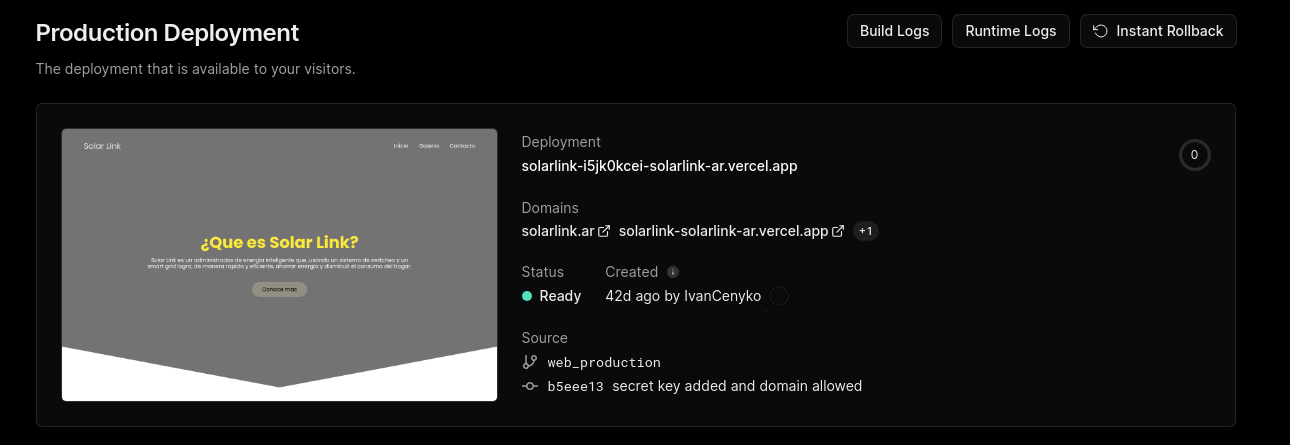 Production Deployment
Build Logs
Runtime Logs
Instant Rollback
The deployment that is available to your visitors.
Solar Link
Inicio Galeria Contacto
¿Que es Solar Link?
Solar Link es un administrados de energia inteligente que, usando un sistema de switcheo y un
smart grid logra, de manera rapida y eficiente, ahorrar energia y disminuir el consumo del hogar.
Conoce mas
Deployment
solarlink-i5jk0kcei-solarlink-ar.vercel.app
0
Domains
solarlink.ar solarlink-solarlink-ar.vercel.app +1
Status Created
Ready 42d ago by IvanCenyko
Source
web_production
b5eee13 secret key added and domain allowed